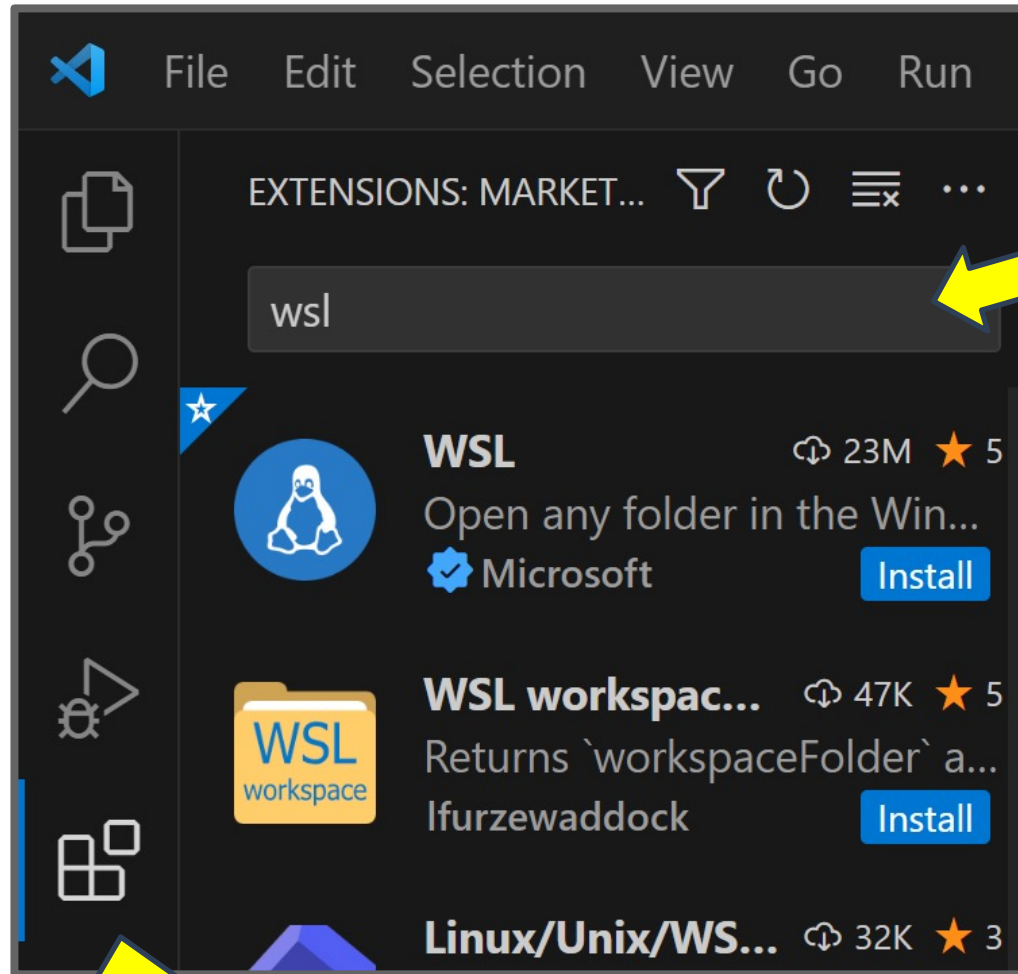 File Edit Selection View Go Run
EXTENSIONS: MARKET... ...
wsl
WSL 23M 5
Open any folder in the Win...
Microsoft Install
WSL workspac... 47K 5
WSL
workspace
Returns `workspaceFolder` a...
lfurzewaddock Install
Linux/Unix/WS... 32K 3